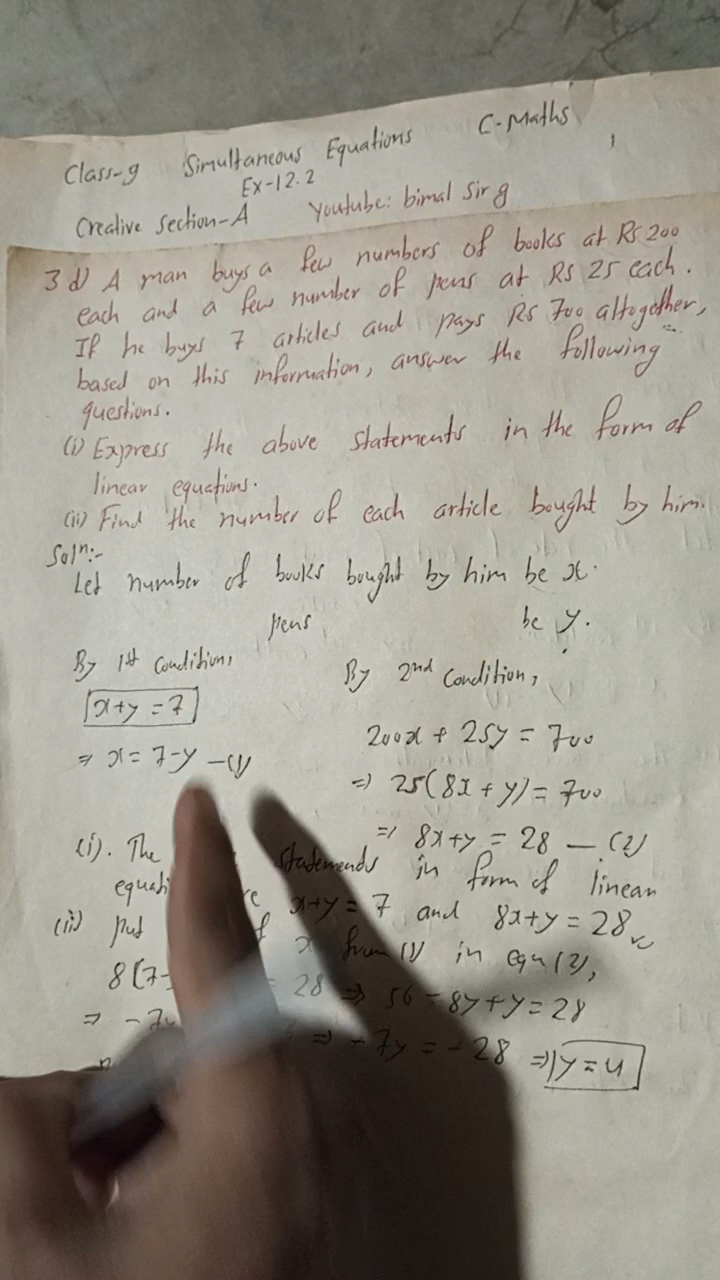 Class-9 Simultaneous Equations C-Maths
Ex-12.2
Creative Section-A Youtube: bimal Sir g
3 d) A man buys a few numbers of books at RS 200
each and a few number of pens at RS 25 each.
If he buys 7 articles and pays RS 700 altogether,
based on this information, answer the following
questions.
(i) Express the above statements in the form of
linear equations.
(ii) Find the number of each article bought by him.
Soln:-
Let number of books bought by him be x.
pens be y.
By 1st Condition,
x+y = 7
⇒ x = 7-y -(1)
By 2nd Condition,
200x + 25y = 700
⇒ 25(8x + y) = 700
⇒ 8x+y = 28 — (2)
(i). The statements in form of linear
x+y = 7 and 8x+y = 28
(ii) put x from (1) in eqn (2),
8(7- = 28 ⇒ 56 - 8y + y = 28
⇒ -7y ⇒ -7y = -28 ⇒ y = 4